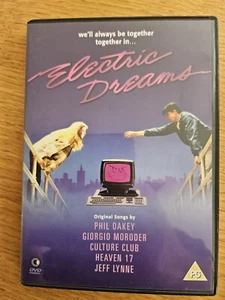 we'll always be together
together in...
Electric
Dreams
Original Songs by
PHIL OAKEY
GIORGIO MORODER
CULTURE CLUB
HEAVEN 17
JEFF LYNNE
DVD
PG